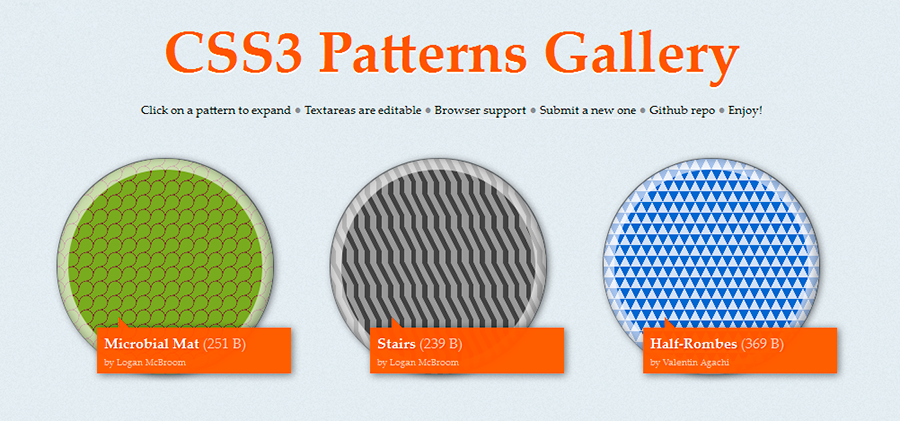 CSS3 Patterns Gallery
Click on a pattern to expand • Textareas are editable • Browser support • Submit a new one • Github repo • Enjoy!
Microbial Mat (251 B)
by Logan McBroom
Stairs (239 B)
by Logan McBroom
Half-Rombes (369 B)
by Valentin Agachi